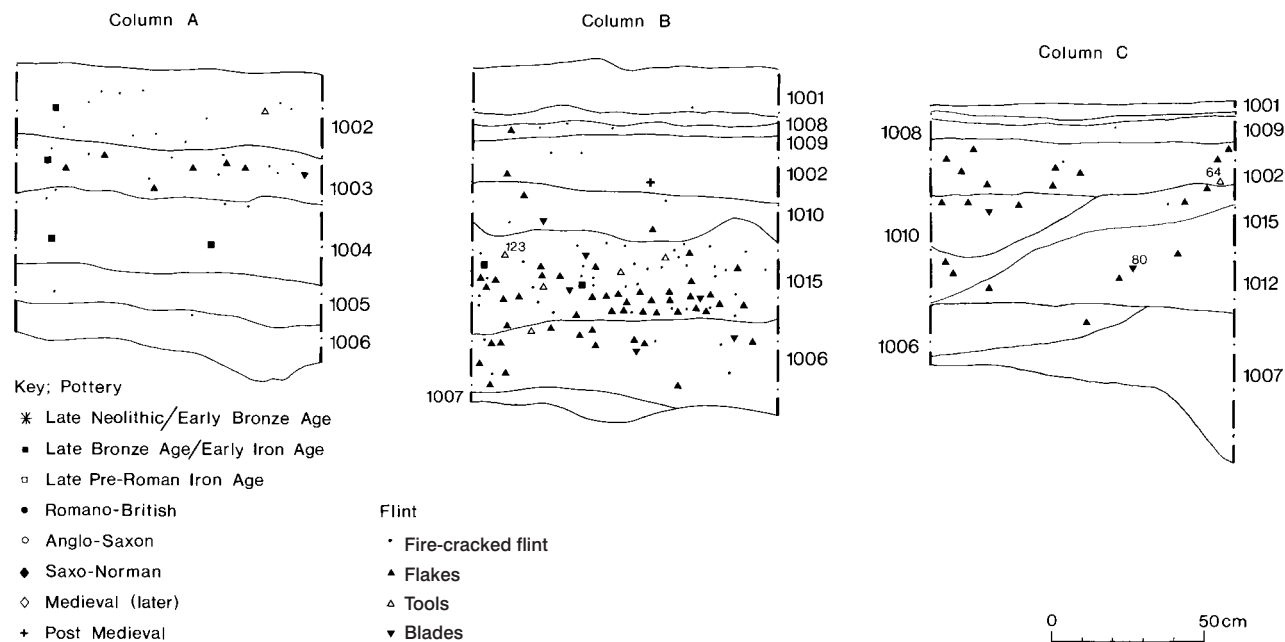 Column A
Column B
Column C
1002
1003
1004
1005
1006
1001
1008
1009
1002
1010
1015
1006
1007
123
1001
1008
1009
1002
64
1015
1010
80
1012
1006
1007
Key; Pottery
Late Neolithic/Early Bronze Age
Late Bronze Age/Early Iron Age
Late Pre-Roman Iron Age
Romano-British
Anglo-Saxon
Saxo-Norman
Medieval (later)
Post Medieval
Flint
Fire-cracked flint
Flakes
Tools
Blades
0 50cm